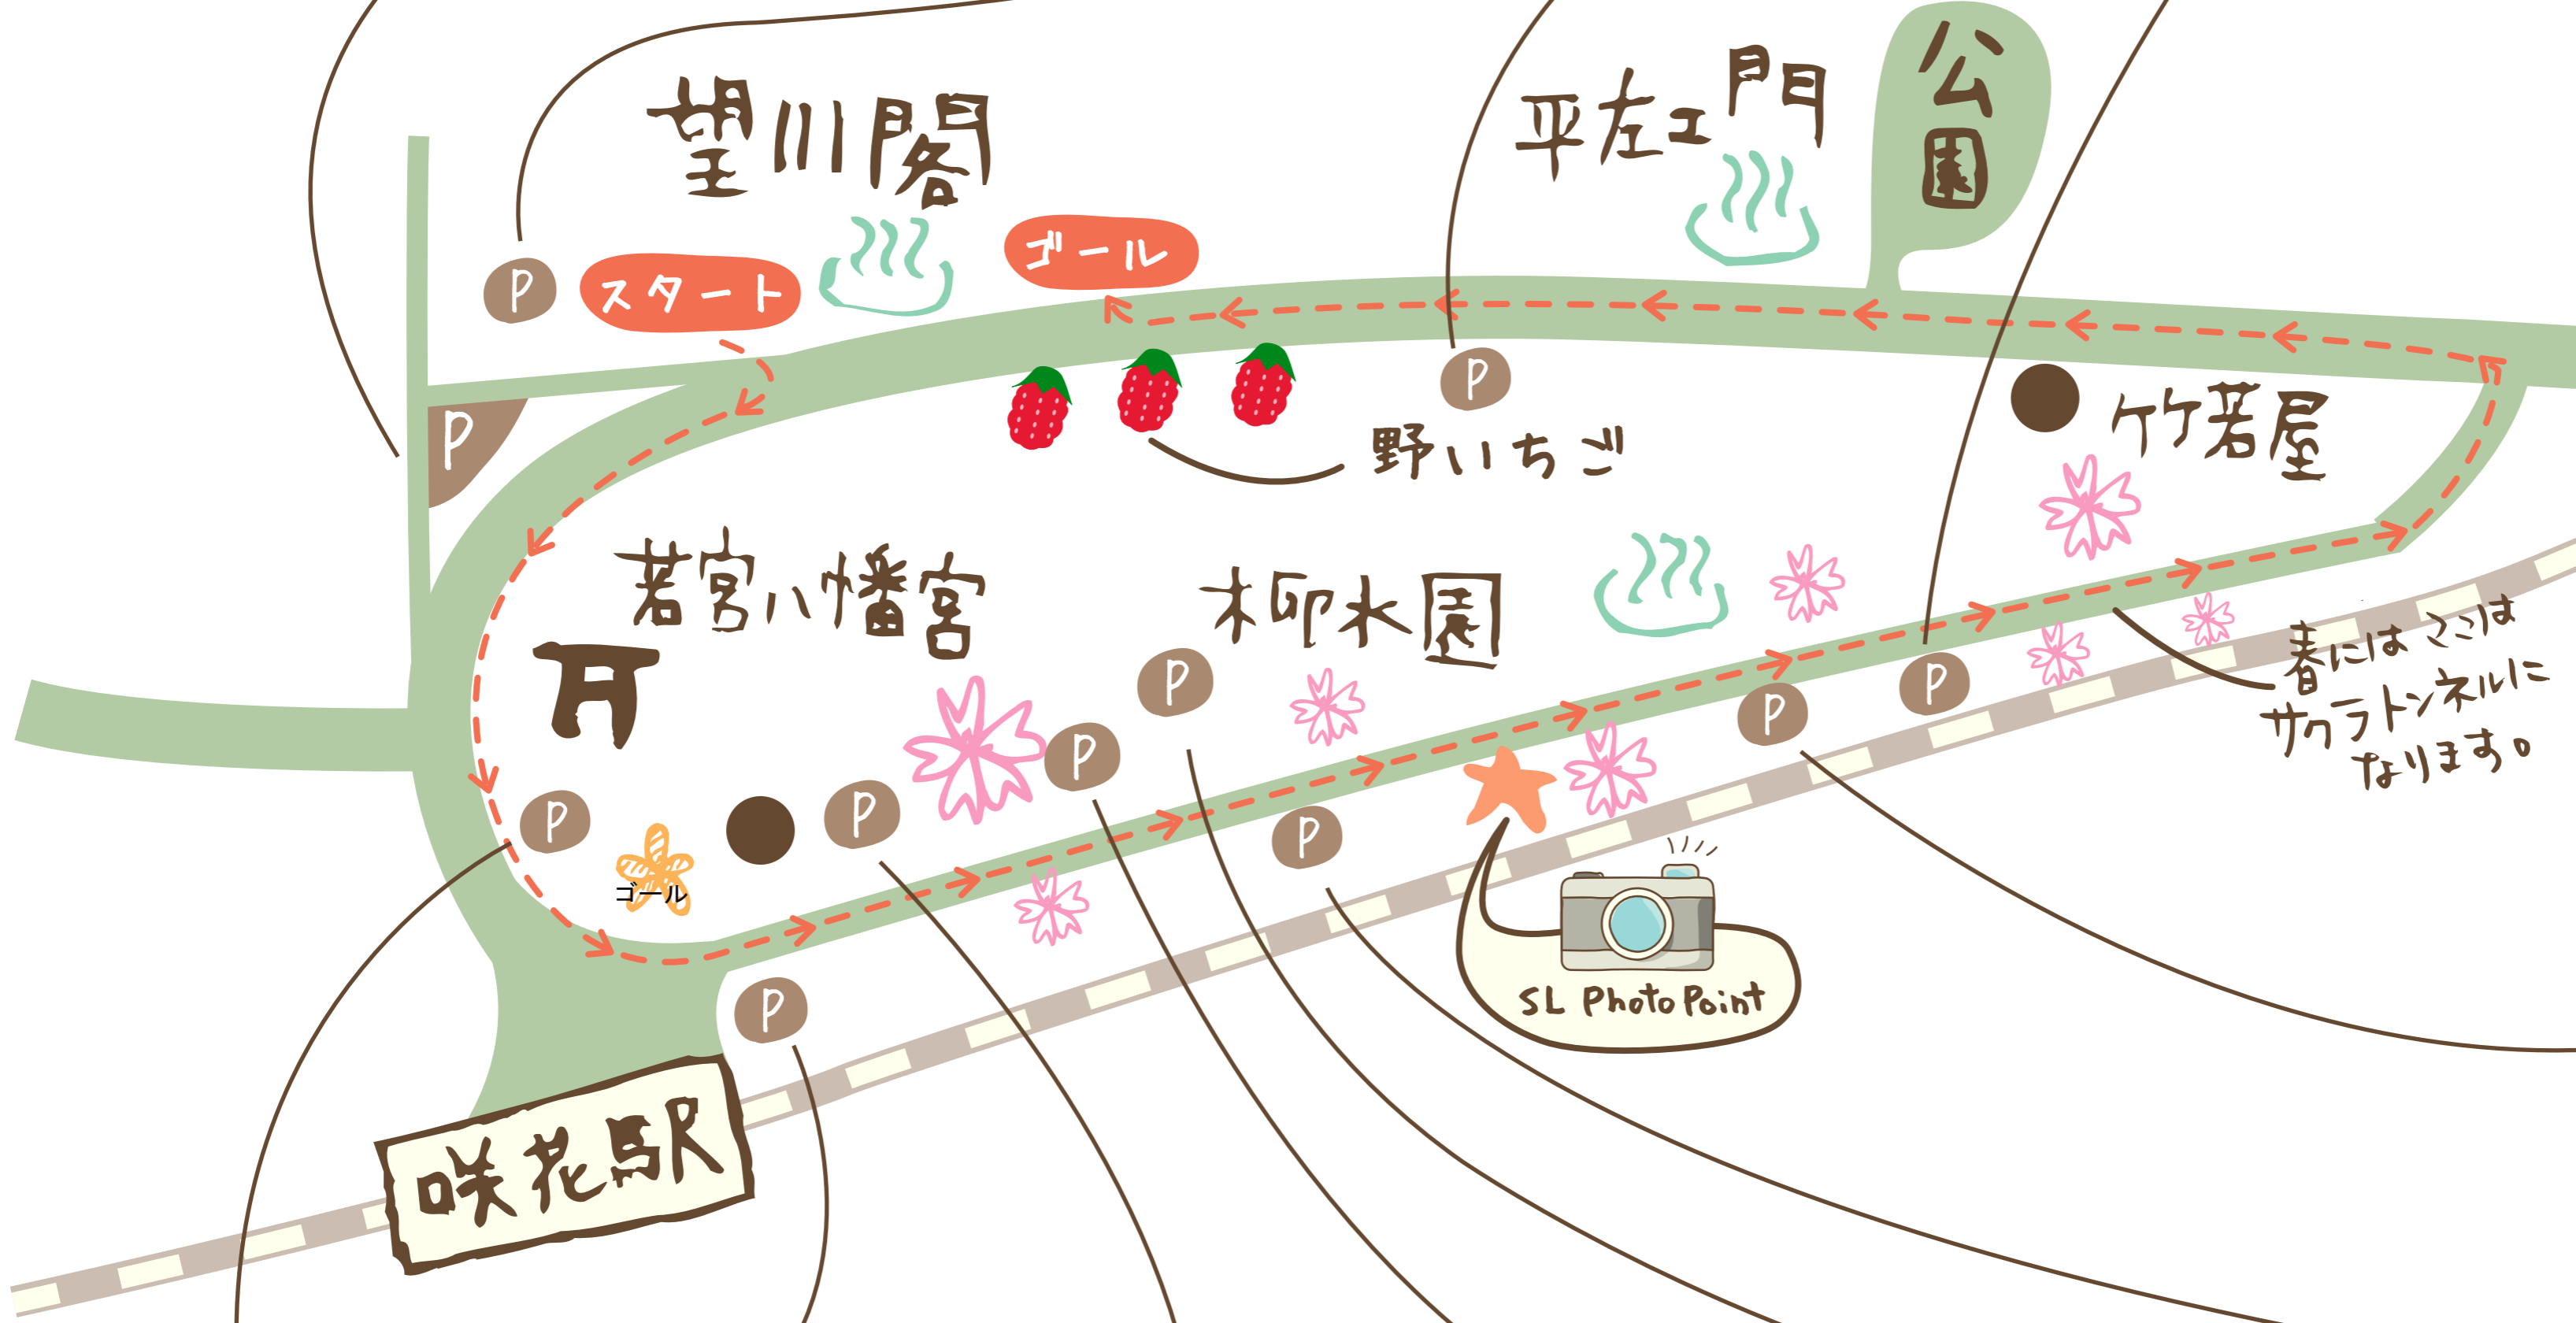 公園
平左エ門
望川閣
ゴール
P
スタート
P
竹若屋
P
野いちご
若宮八幡宮
柳水園
P
P
P
春にはここは
サクラトンネルに
なります。
P
P
P
P
ゴール
SL Photo Point
P
咲花駅